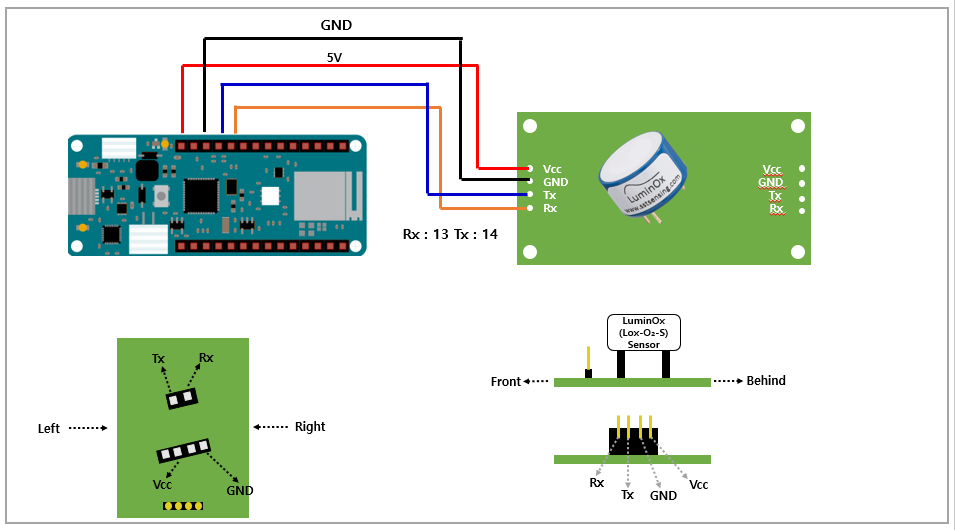 GND
5V
Vcc
GND
Tx
Rx
LuminOx
www.sstsensing.com
Vcc
GND
Tx
Rx
Rx : 13 Tx : 14
Tx
Rx
Left
Right
Vcc
GND
LuminOx
(Lox-O₂-S)
Sensor
Front
Behind
Rx
Tx
GND
Vcc